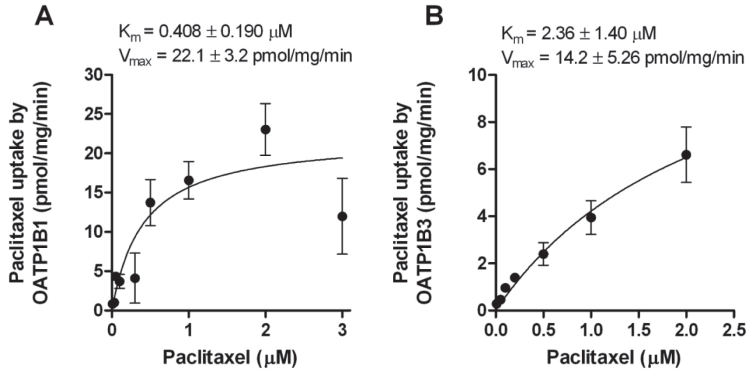 A
Km = 0.408 ± 0.190 µM
Vmax = 22.1 ± 3.2 pmol/mg/min
Paclitaxel uptake by
OATP1B1 (pmol/mg/min)
30
25
20
15
10
5
0
0 1 2 3
Paclitaxel (µM)
B
Km = 2.36 ± 1.40 µM
Vmax = 14.2 ± 5.26 pmol/mg/min
Paclitaxel uptake by
OATP1B3 (pmol/mg/min)
10
8
6
4
2
0
0.0 0.5 1.0 1.5 2.0 2.5
Paclitaxel (µM)